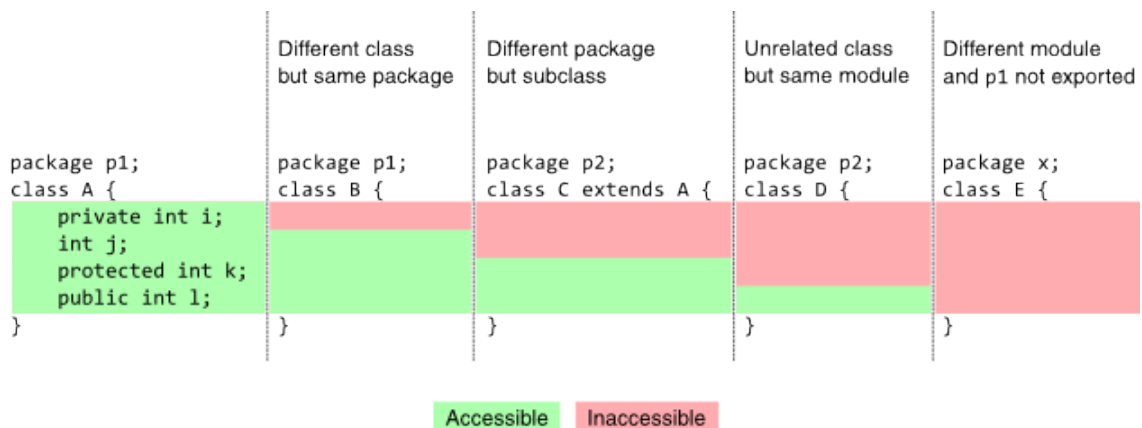 Different class
but same package
Different package
but subclass
Unrelated class
but same module
Different module
and p1 not exported
package p1;
class A {
    private int i;
    int j;
    protected int k;
    public int l;
}
package p1;
class B {
}
package p2;
class C extends A {
}
package p2;
class D {
}
package x;
class E {
}
Accessible
Inaccessible